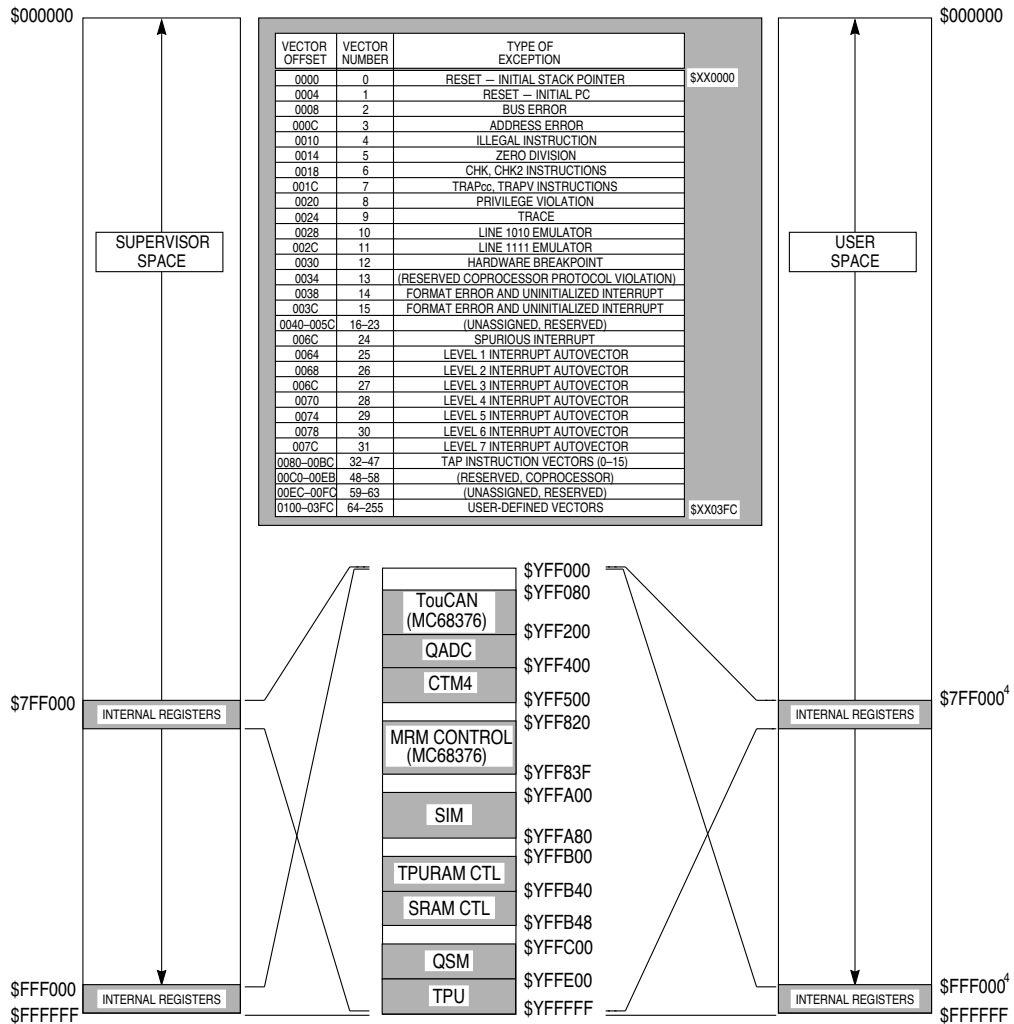 $000000
$000000
VECTOR OFFSET VECTOR NUMBER TYPE OF EXCEPTION
0000 0 RESET — INITIAL STACK POINTER
$XX0000
0004 1 RESET — INITIAL PC
0008 2 BUS ERROR
000C 3 ADDRESS ERROR
0010 4 ILLEGAL INSTRUCTION
0014 5 ZERO DIVISION
0018 6 CHK, CHK2 INSTRUCTIONS
001C 7 TRAPcc, TRAPV INSTRUCTIONS
0020 8 PRIVILEGE VIOLATION
0024 9 TRACE
0028 10 LINE 1010 EMULATOR
002C 11 LINE 1111 EMULATOR
0030 12 HARDWARE BREAKPOINT
0034 13 (RESERVED COPROCESSOR PROTOCOL VIOLATION)
0038 14 FORMAT ERROR AND UNINITIALIZED INTERRUPT
003C 15 FORMAT ERROR AND UNINITIALIZED INTERRUPT
0040–005C 16–23 (UNASSIGNED, RESERVED)
006C 24 SPURIOUS INTERRUPT
0064 25 LEVEL 1 INTERRUPT AUTOVECTOR
0068 26 LEVEL 2 INTERRUPT AUTOVECTOR
006C 27 LEVEL 3 INTERRUPT AUTOVECTOR
0070 28 LEVEL 4 INTERRUPT AUTOVECTOR
0074 29 LEVEL 5 INTERRUPT AUTOVECTOR
0078 30 LEVEL 6 INTERRUPT AUTOVECTOR
007C 31 LEVEL 7 INTERRUPT AUTOVECTOR
0080–00BC 32–47 TAP INSTRUCTION VECTORS (0–15)
00C0–00EB 48–58 (RESERVED, COPROCESSOR)
00EC–00FC 59–63 (UNASSIGNED, RESERVED)
0100–03FC 64–255 USER-DEFINED VECTORS
$XX03FC
SUPERVISOR
SPACE
USER
SPACE
$YFF000
$YFF080
TouCAN
(MC68376)
$YFF200
QADC
$YFF400
CTM4
$YFF500
$YFF820
MRM CONTROL
(MC68376)
$YFF83F
$YFFA00
SIM
$YFFA80
$YFFB00
TPURAM CTL
$YFFB40
SRAM CTL
$YFFB48
$YFFC00
QSM
$YFFE00
TPU
$YFFFFF
$7FF000
INTERNAL REGISTERS
INTERNAL REGISTERS
$7FF000⁴
$FFF000
INTERNAL REGISTERS
$FFFFFF
INTERNAL REGISTERS
$FFF000⁴
$FFFFFF